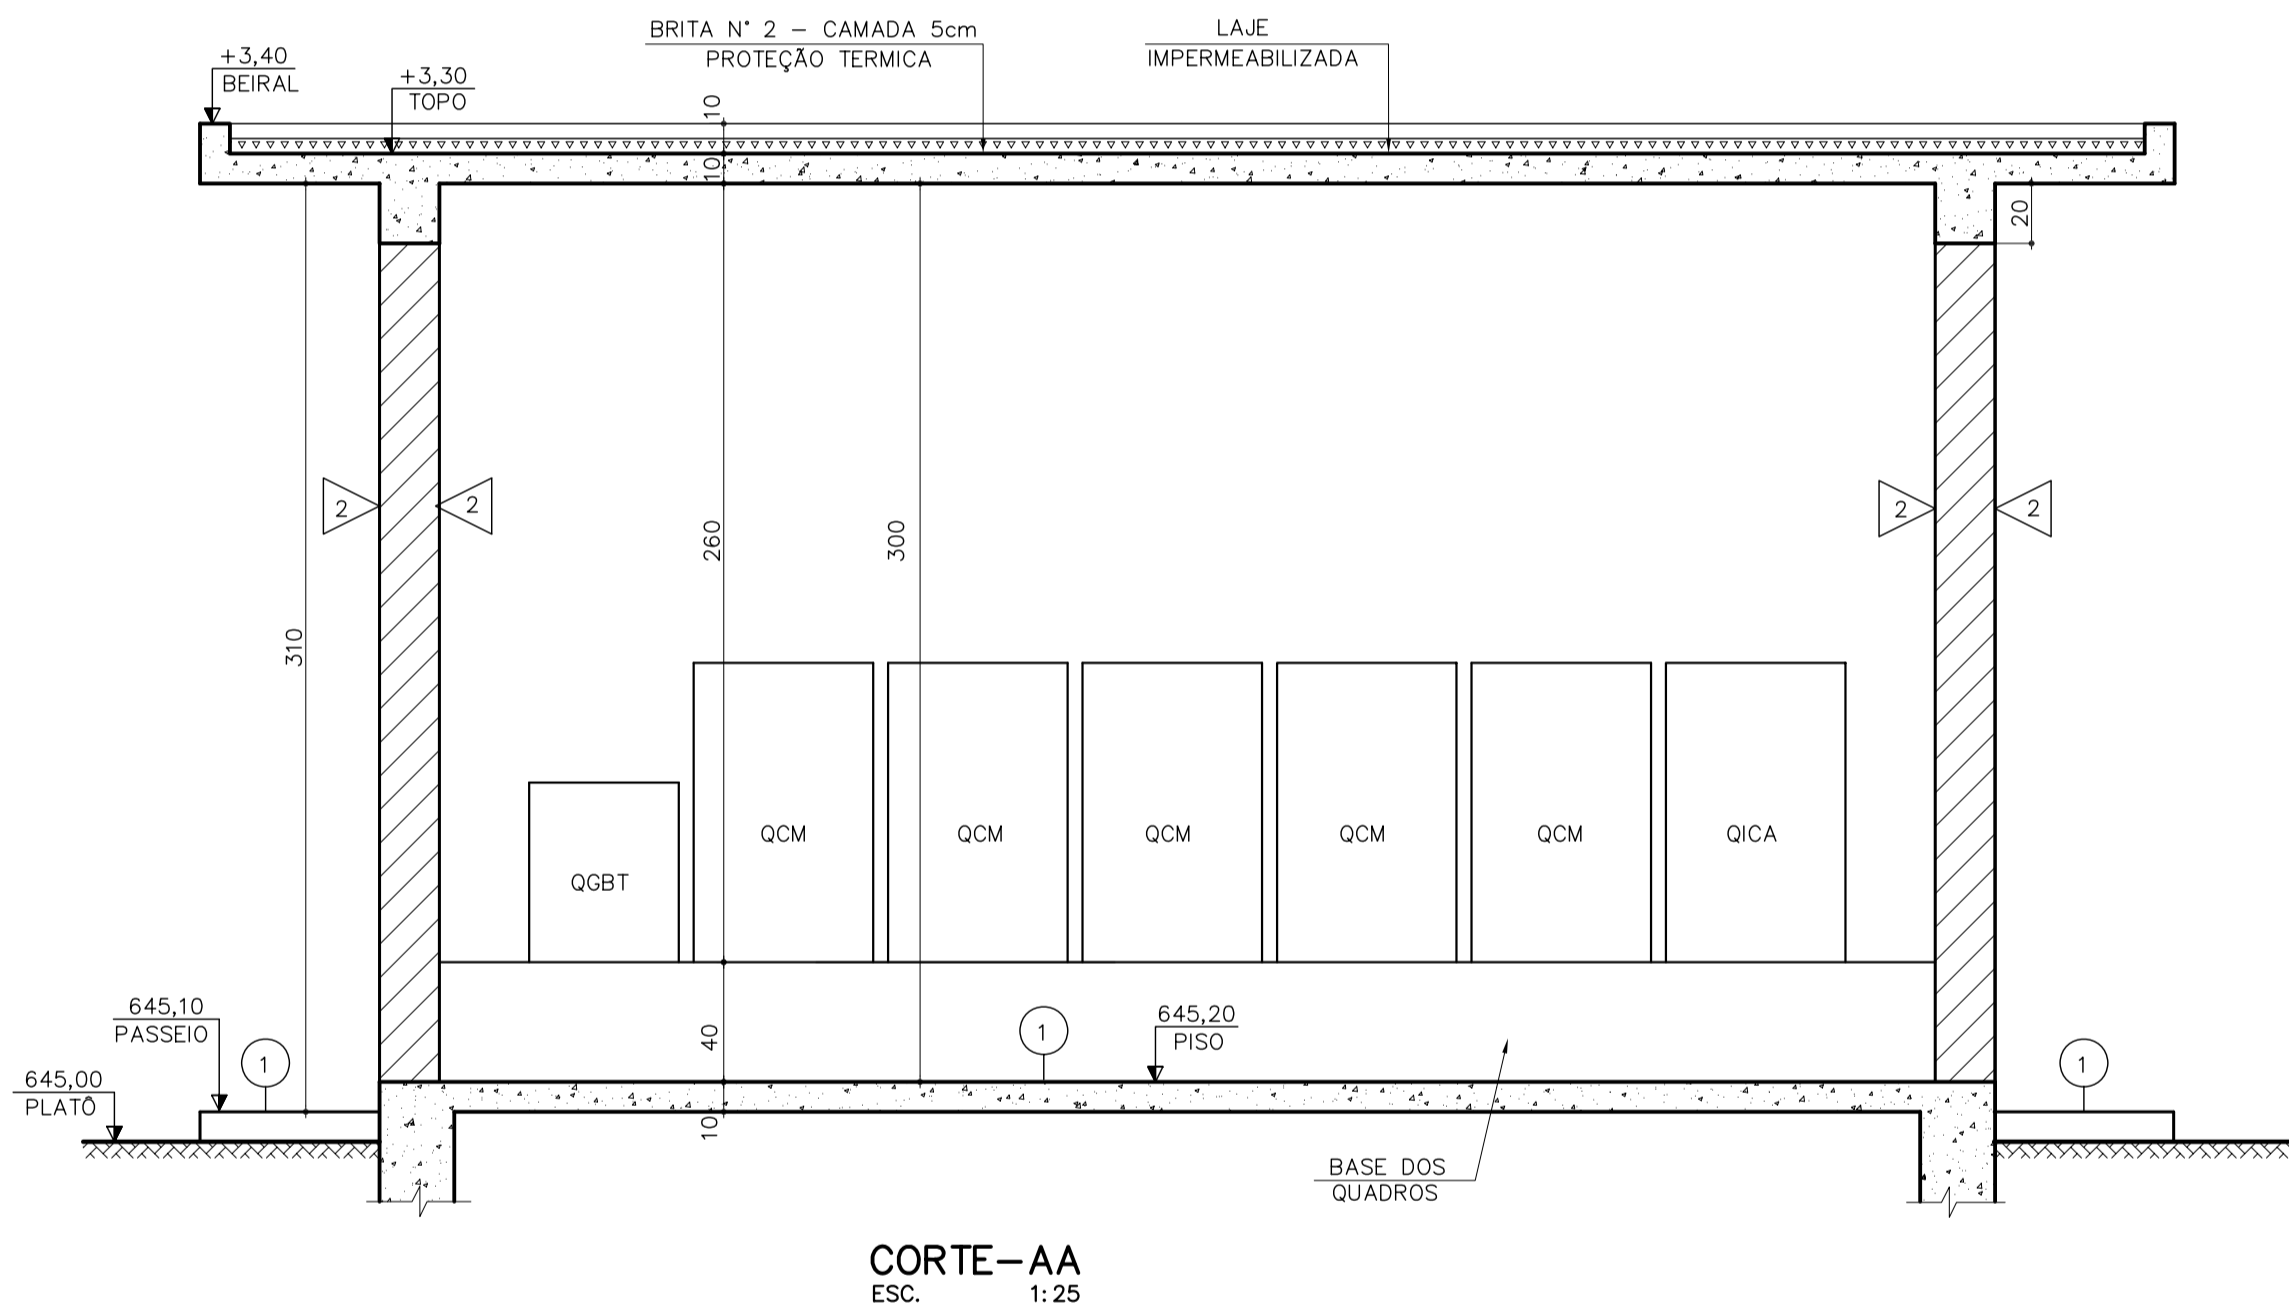 BRITA N° 2 – CAMADA 5cm
PROTEÇÃO TERMICA
LAJE
IMPERMEABILIZADA
+3,40
BEIRAL
+3,30
TOPO
10
10
20
2
2
260
300
2
2
310
QCM
QCM
QCM
QCM
QCM
QICA
QGBT
645,10
PASSEIO
1
40
1
645,20
PISO
1
645,00
PLATÔ
10
BASE DOS
QUADROS
CORTE–AA
ESC. 1:25